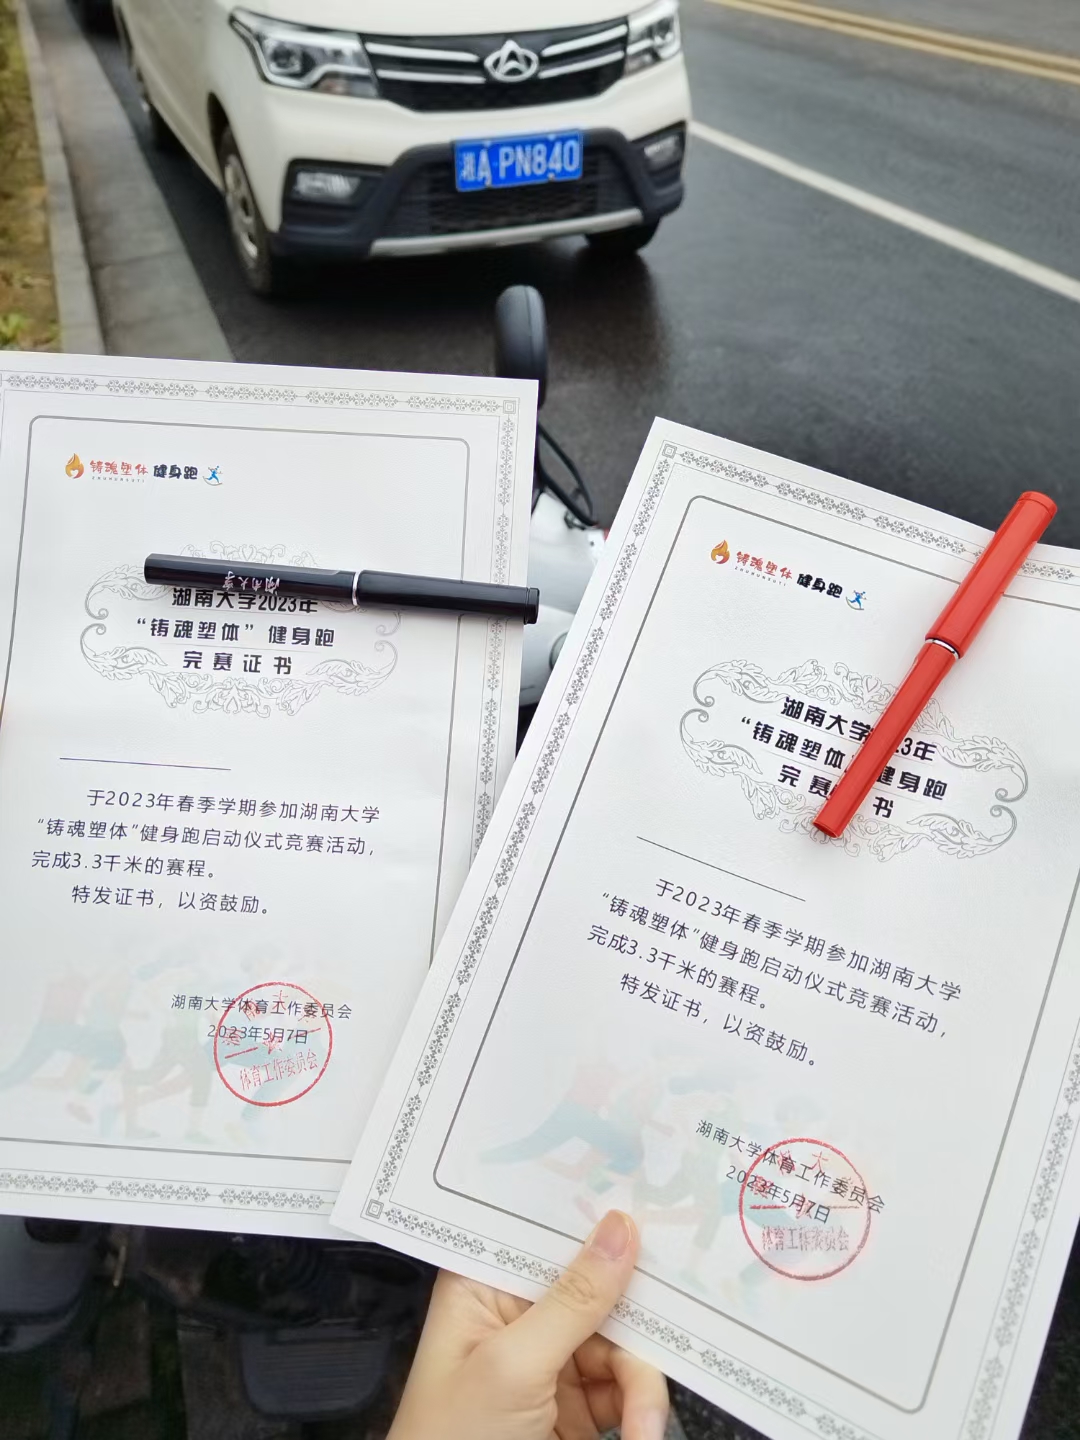 湘A·PN840
铸魂塑体 健身跑
ZHUHUNSUTI
湖南大学
湖南大学2023年
“铸魂塑体”健身跑
完赛证书
于2023年春季学期参加湖南大学
“铸魂塑体”健身跑启动仪式竞赛活动，
完成3.3千米的赛程。
特发证书，以资鼓励。
湖南大学体育工作委员会
2023年5月7日
体育工作委员会
铸魂塑体 健身跑
ZHUHUNSUTI
湖南大学 23年
“铸魂塑体 健身跑
完赛 书
于2023年春季学期参加湖南大学
“铸魂塑体”健身跑启动仪式竞赛活动，
完成3.3千米的赛程。
特发证书，以资鼓励。
湖南大学体育工作委员会
2023年5月7日
体育工作委员会